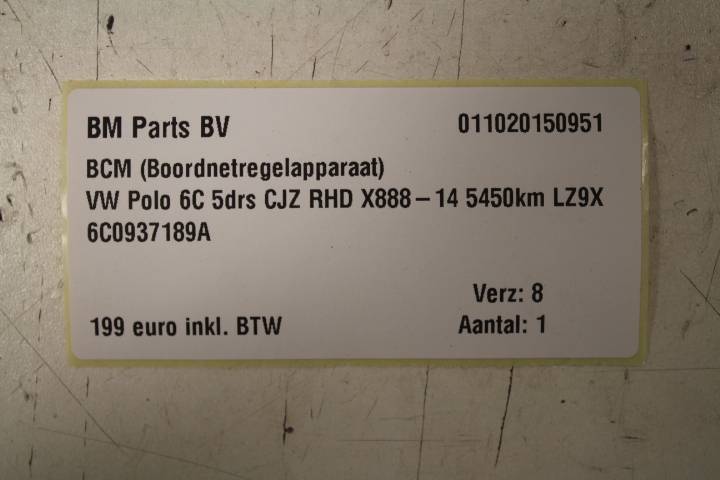 BM Parts BV 011020150951
BCM (Boordnetregelapparaat)
VW Polo 6C 5drs CJZ RHD X888-14 5450km LZ9X
6C0937189A
Verz: 8
199 euro inkl. BTW Aantal: 1